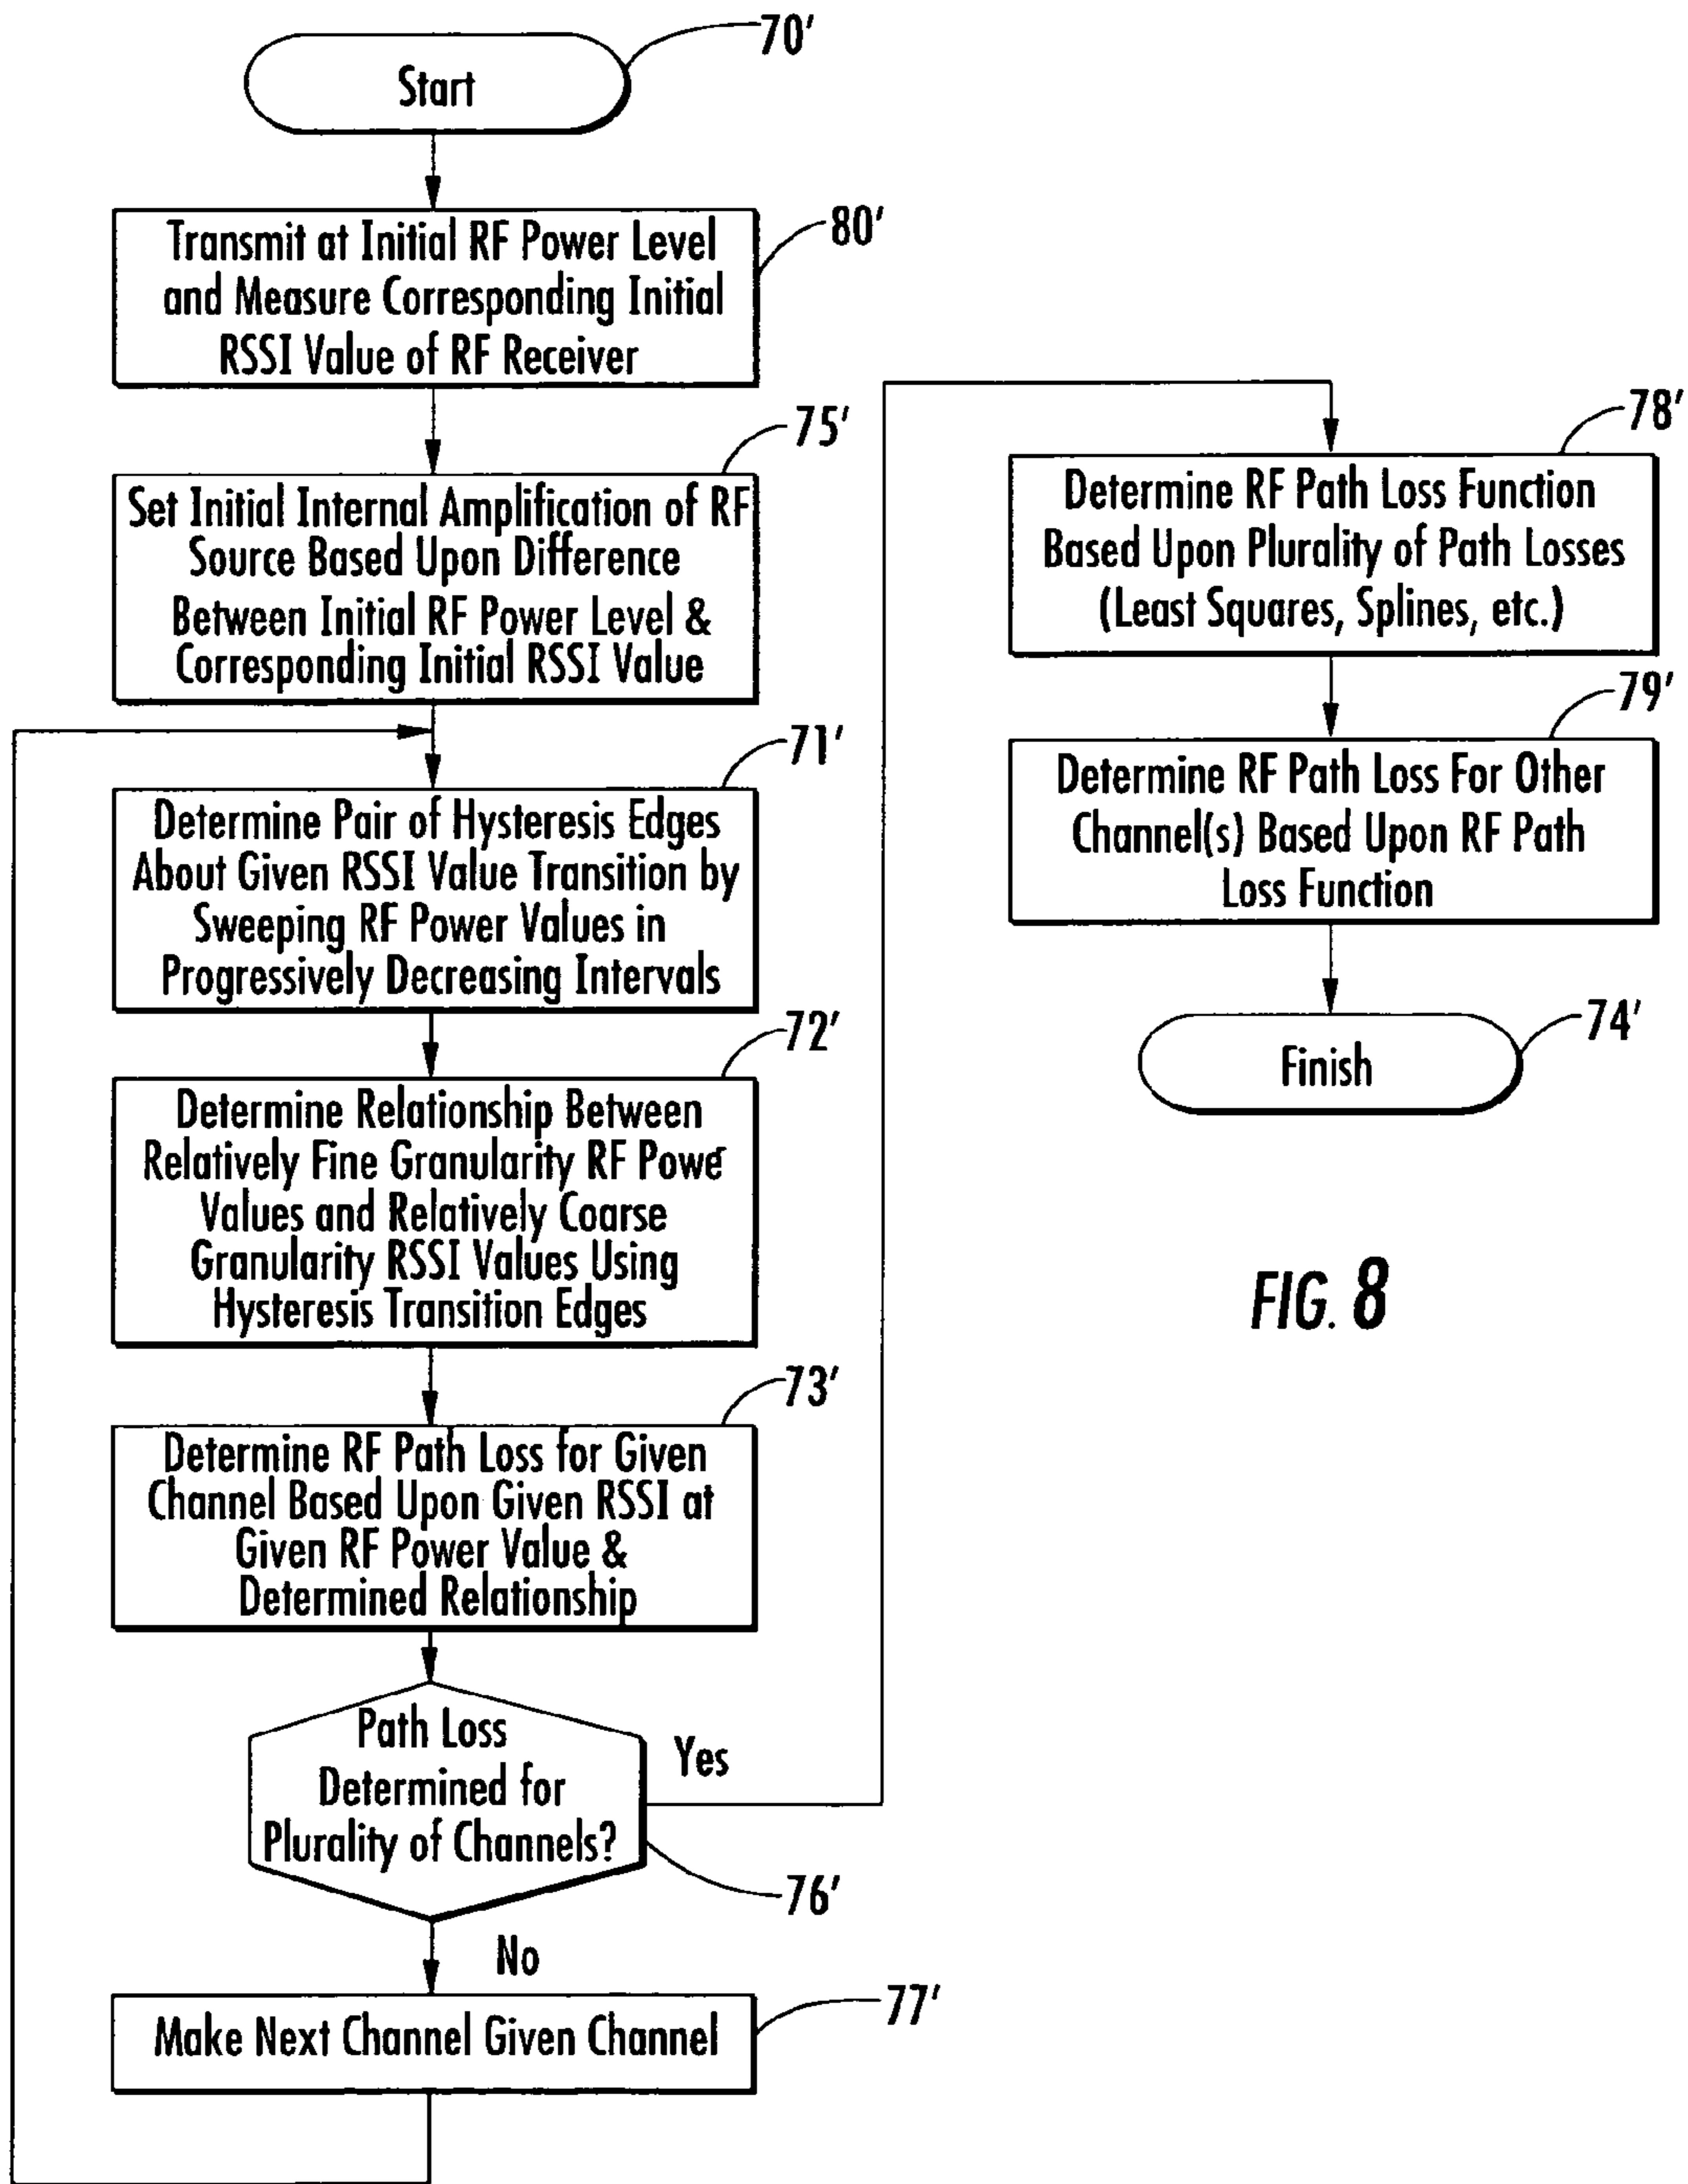 Start
70'
Transmit at Initial RF Power Level
and Measure Corresponding Initial
RSSI Value of RF Receiver
80'
Set Initial Internal Amplification of RF
Source Based Upon Difference
Between Initial RF Power Level &
Corresponding Initial RSSI Value
75'
Determine Pair of Hysteresis Edges
About Given RSSI Value Transition by
Sweeping RF Power Values in
Progressively Decreasing Intervals
71'
Determine Relationship Between
Relatively Fine Granularity RF Power
Values and Relatively Coarse
Granularity RSSI Values Using
Hysteresis Transition Edges
72'
Determine RF Path Loss for Given
Channel Based Upon Given RSSI at
Given RF Power Value &
Determined Relationship
73'
Path Loss
Determined for
Plurality of Channels?
76'
Yes
No
Make Next Channel Given Channel
77'
Determine RF Path Loss Function
Based Upon Plurality of Path Losses
(Least Squares, Splines, etc.)
78'
Determine RF Path Loss For Other
Channel(s) Based Upon RF Path
Loss Function
79'
Finish
74'
FIG. 8